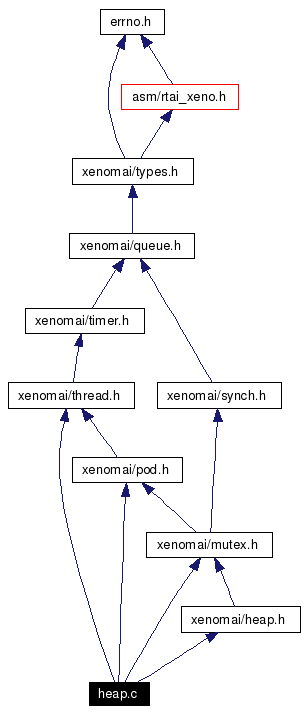 errno.h
asm/rtai_xeno.h
xenomai/types.h
xenomai/queue.h
xenomai/timer.h
xenomai/thread.h
xenomai/synch.h
xenomai/pod.h
xenomai/mutex.h
xenomai/heap.h
heap.c